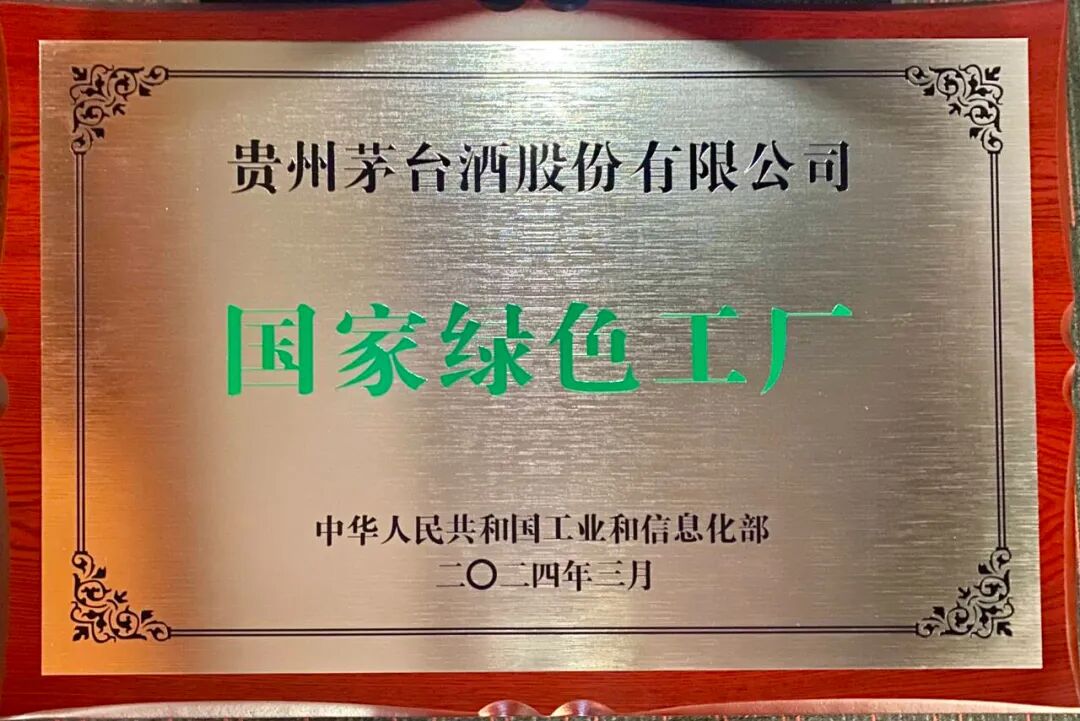 贵州茅台酒股份有限公司
国家绿色工厂
中华人民共和国工业和信息化部
二〇二四年三月